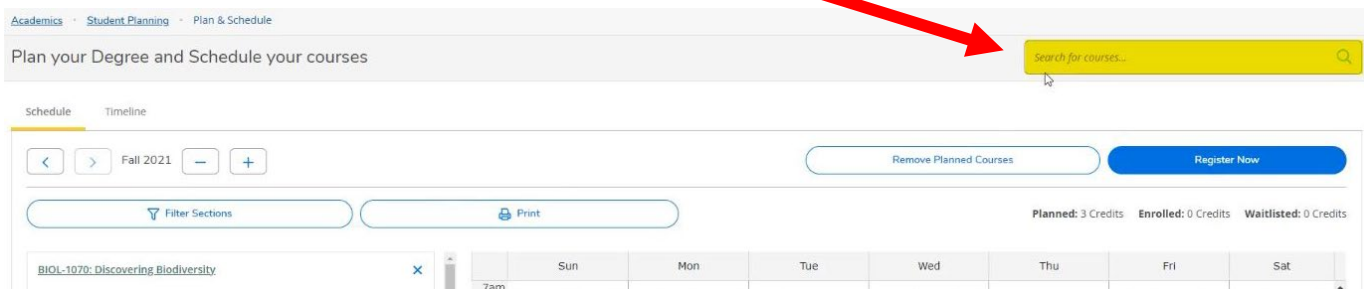 Academics · Student Planning · Plan & Schedule
Plan your Degree and Schedule your courses
Search for courses...
Schedule Timeline
Fall 2021
Remove Planned Courses Register Now
Filter Sections Print
Planned: 3 Credits Enrolled: 0 Credits Waitlisted: 0 Credits
BIOL-1070: Discovering Biodiversity
Sun Mon Tue Wed Thu Fri Sat
7am